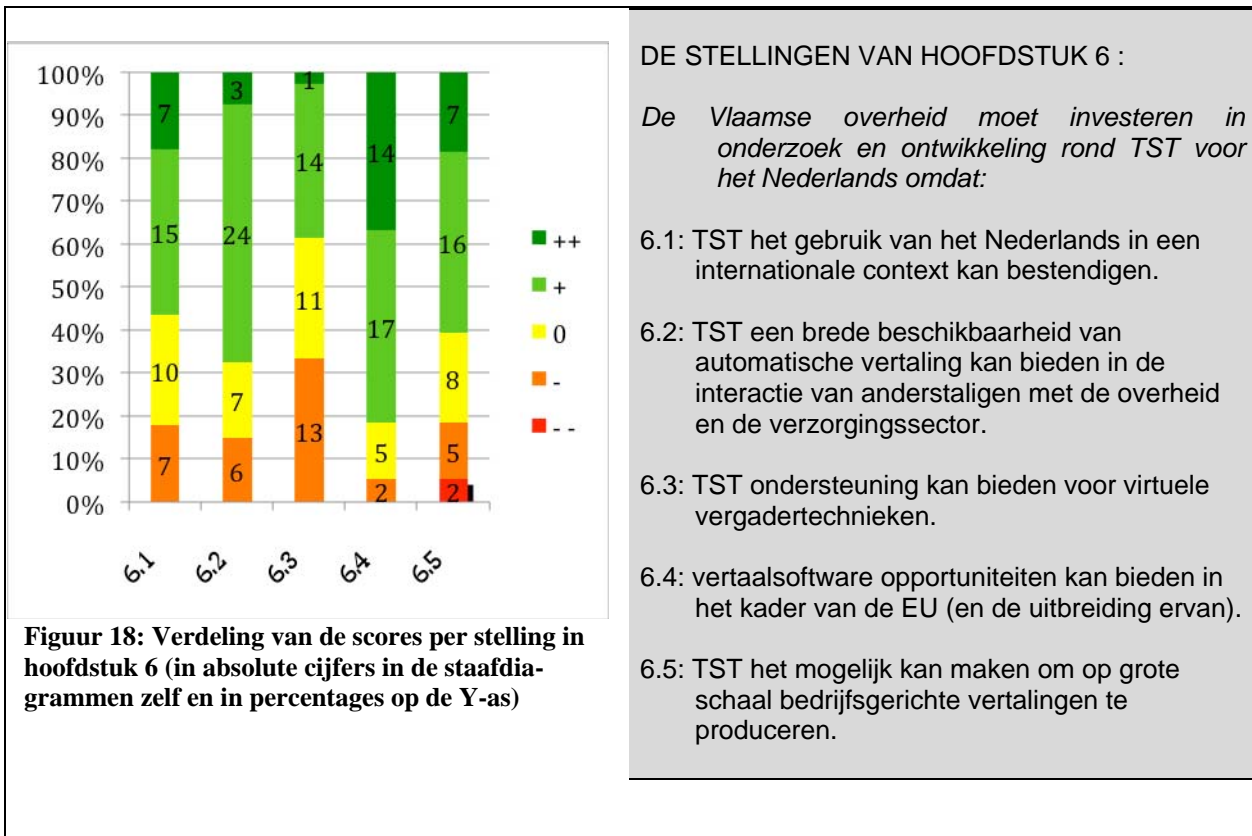 100%
90%
80%
70%
60%
50%
40%
30%
20%
10%
0%
7
15
10
7
3
24
7
6
1
14
11
13
14
17
5
2
7
16
8
5
2
6.1
6.2
6.3
6.4
6.5
++
+
0
-
- -
Figuur 18: Verdeling van de scores per stelling in
hoofdstuk 6 (in absolute cijfers in de staafdia-
grammen zelf en in percentages op de Y-as)
DE STELLINGEN VAN HOOFDSTUK 6 :
De Vlaamse overheid moet investeren in
onderzoek en ontwikkeling rond TST voor
het Nederlands omdat:
6.1: TST het gebruik van het Nederlands in een
internationale context kan bestendigen.
6.2: TST een brede beschikbaarheid van
automatische vertaling kan bieden in de
interactie van anderstaligen met de overheid
en de verzorgingssector.
6.3: TST ondersteuning kan bieden voor virtuele
vergadertechnieken.
6.4: vertaalsoftware opportuniteiten kan bieden in
het kader van de EU (en de uitbreiding ervan).
6.5: TST het mogelijk kan maken om op grote
schaal bedrijfsgerichte vertalingen te
produceren.